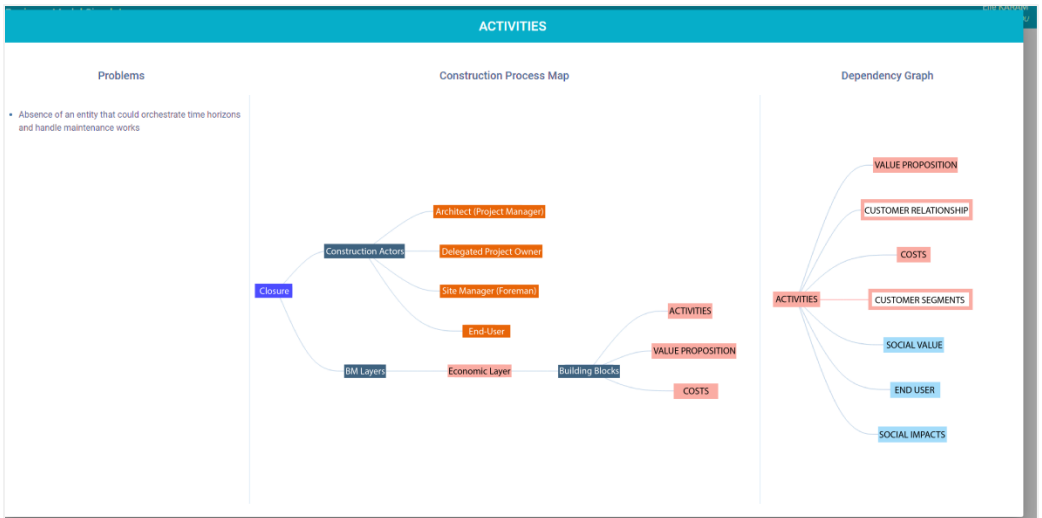 ACTIVITIES
Problems
Construction Process Map
Dependency Graph
• Absence of an entity that could orchestrate time horizons
and handle maintenance works
Closure
Construction Actors
Architect (Project Manager)
Delegated Project Owner
Site Manager (Foreman)
End-User
BM Layers
Economic Layer
Building Blocks
ACTIVITIES
VALUE PROPOSITION
COSTS
ACTIVITIES
VALUE PROPOSITION
CUSTOMER RELATIONSHIP
COSTS
CUSTOMER SEGMENTS
SOCIAL VALUE
END USER
SOCIAL IMPACTS